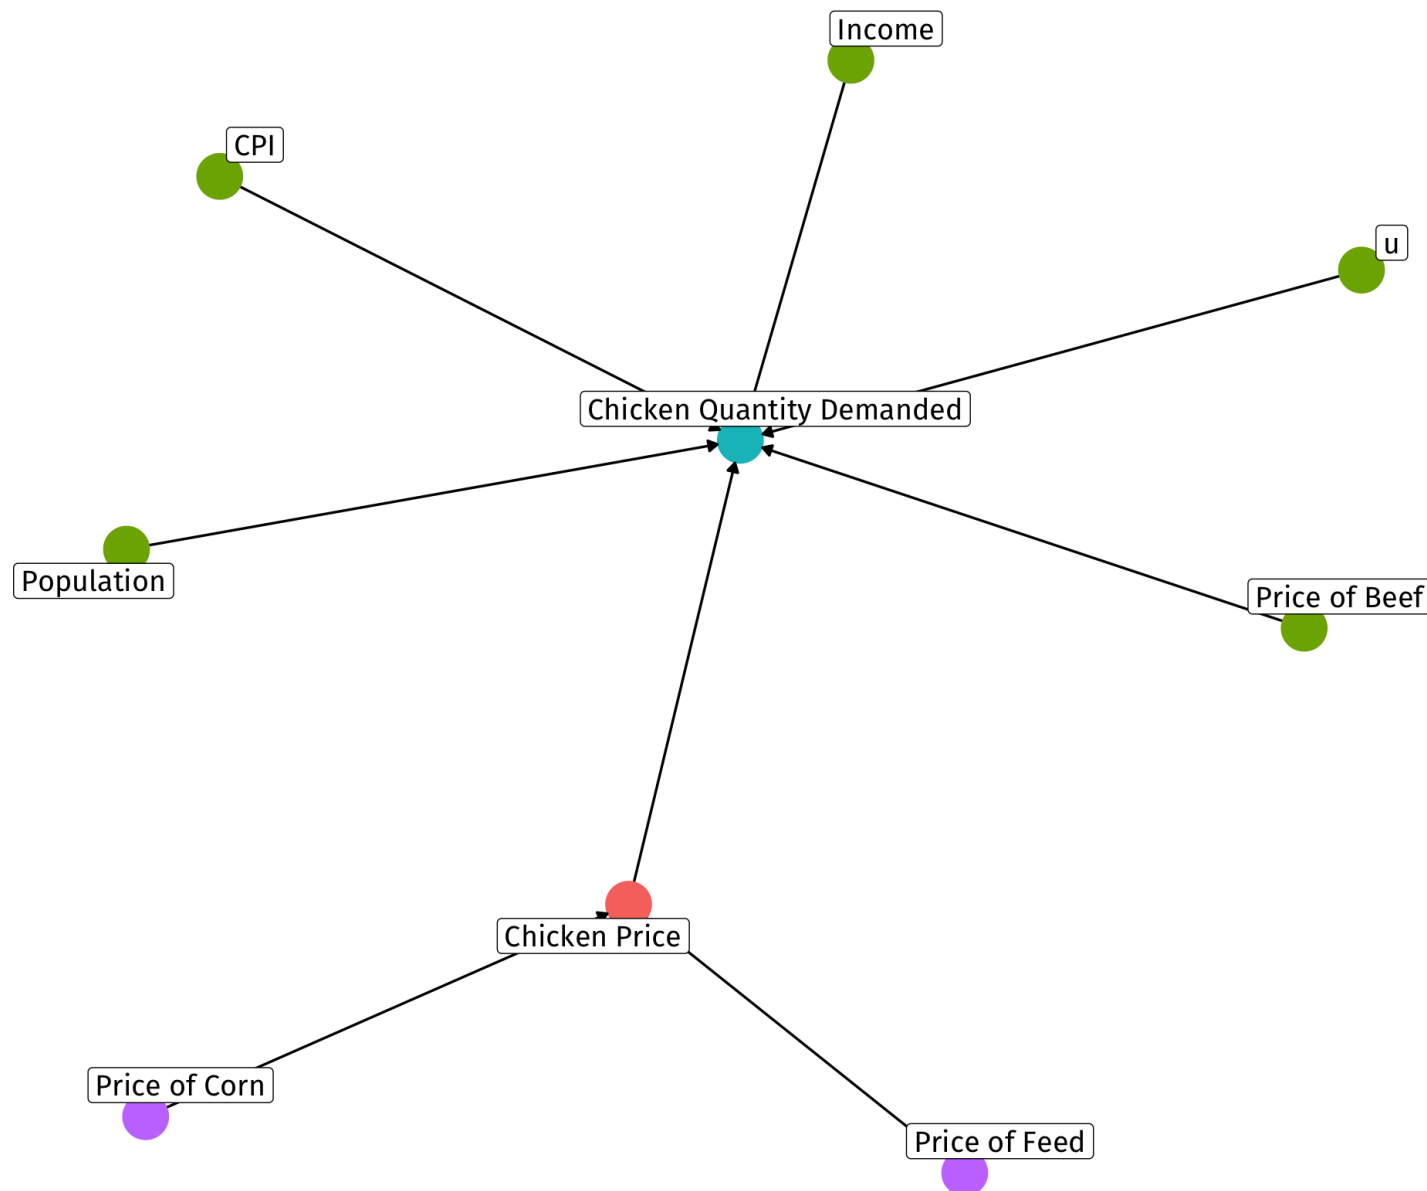 Income
CPI
u
Chicken Quantity Demanded
Population
Price of Beef
Chicken Price
Price of Corn
Price of Feed